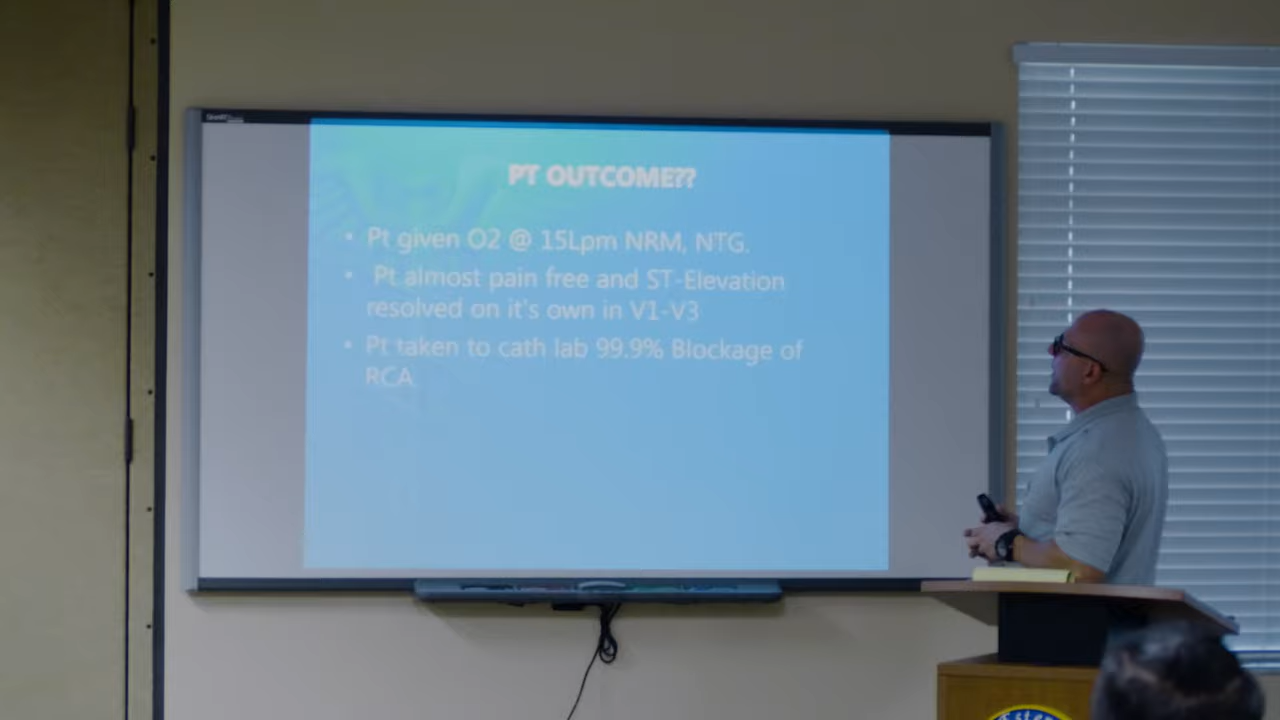 PT OUTCOME??
• Pt given O2 @ 15Lpm NRM, NTG.
• Pt almost pain free and ST-Elevation
resolved on it's own in V1-V3
• Pt taken to cath lab 99.9% Blockage of
RCA